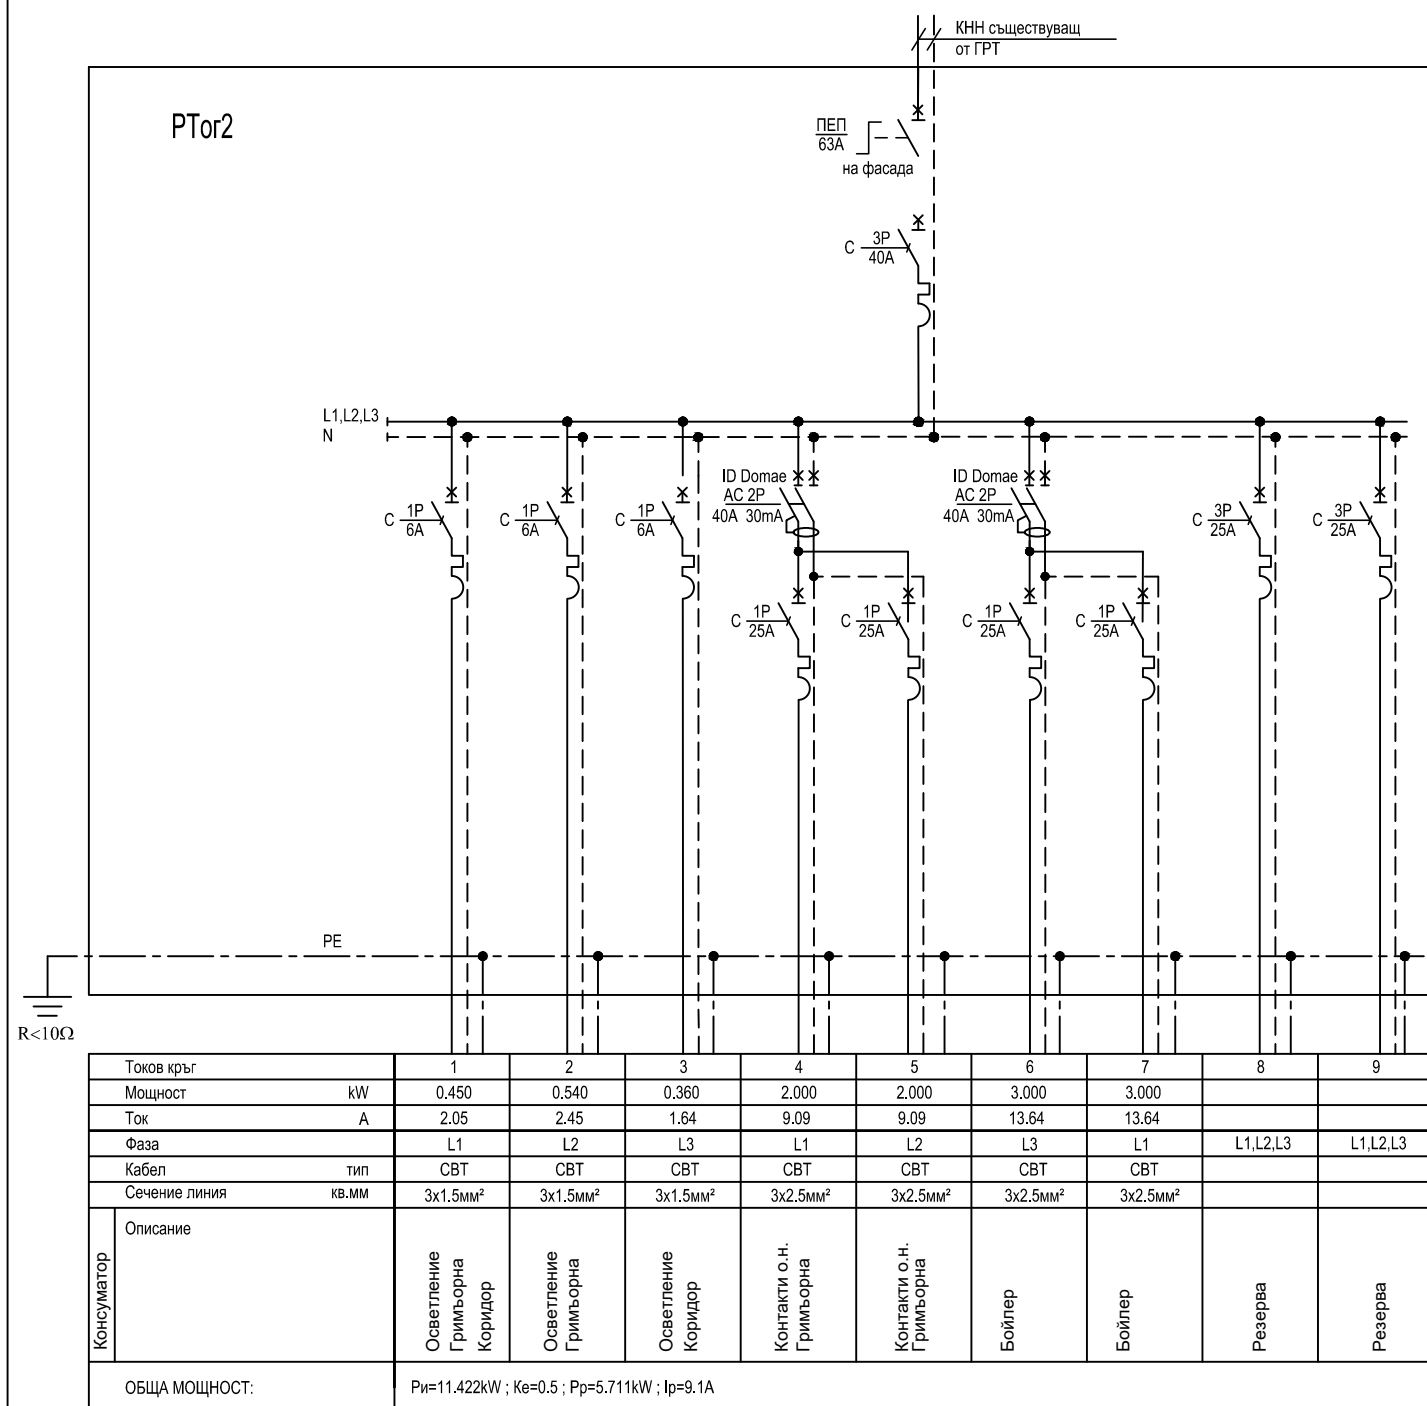 КНН съществуващ
от ГРТ
РТог2
ПЕП
63А
на фасада
C 3P
40A
L1,L2,L3
N
ID Domae
AC 2P
40A 30mA
ID Domae
AC 2P
40A 30mA
C 1P
6A
C 1P
6A
C 1P
6A
C 3P
25A
C 3P
25A
C 1P
25A
C 1P
25A
C 1P
25A
C 1P
25A
PE
R<10Ω
Токов кръг 1 2 3 4 5 6 7 8 9
Мощност kW 0.450 0.540 0.360 2.000 2.000 3.000 3.000
Ток A 2.05 2.45 1.64 9.09 9.09 13.64 13.64
Фаза L1 L2 L3 L1 L2 L3 L1 L1,L2,L3 L1,L2,L3
Кабел тип СВТ СВТ СВТ СВТ СВТ СВТ СВТ
Сечение линия кв.мм 3x1.5мм² 3x1.5мм² 3x1.5мм² 3x2.5мм² 3x2.5мм² 3x2.5мм² 3x2.5мм²
Консуматор
Описание
Осветление
Гримьорна
Коридор
Осветление
Гримьорна
Осветление
Коридор
Контакти о.н.
Гримьорна
Контакти о.н.
Гримьорна
Бойлер
Бойлер
Резерва
Резерва
ОБЩА МОЩНОСТ: Ри=11.422kW ; Ке=0.5 ; Рр=5.711kW ; Ip=9.1A